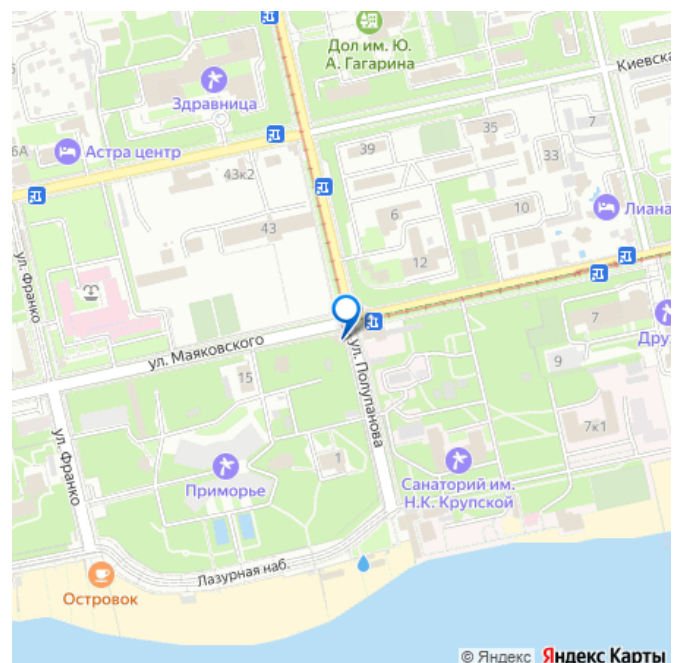 Дол им. Ю.
А. Гагарина
Киевска
Здравница
35
7
6А
Астра центр
39
33
43к2
6
10
Лиана
43
12
ул. Франко
7
Дру
ул. Маяковского
ул. Полупанова
9
15
7к1
ул. Франко
1
Приморье
Санаторий им.
Н.К. Крупской
Лазурная наб.
Островок
© Яндекс Яндекс Карты